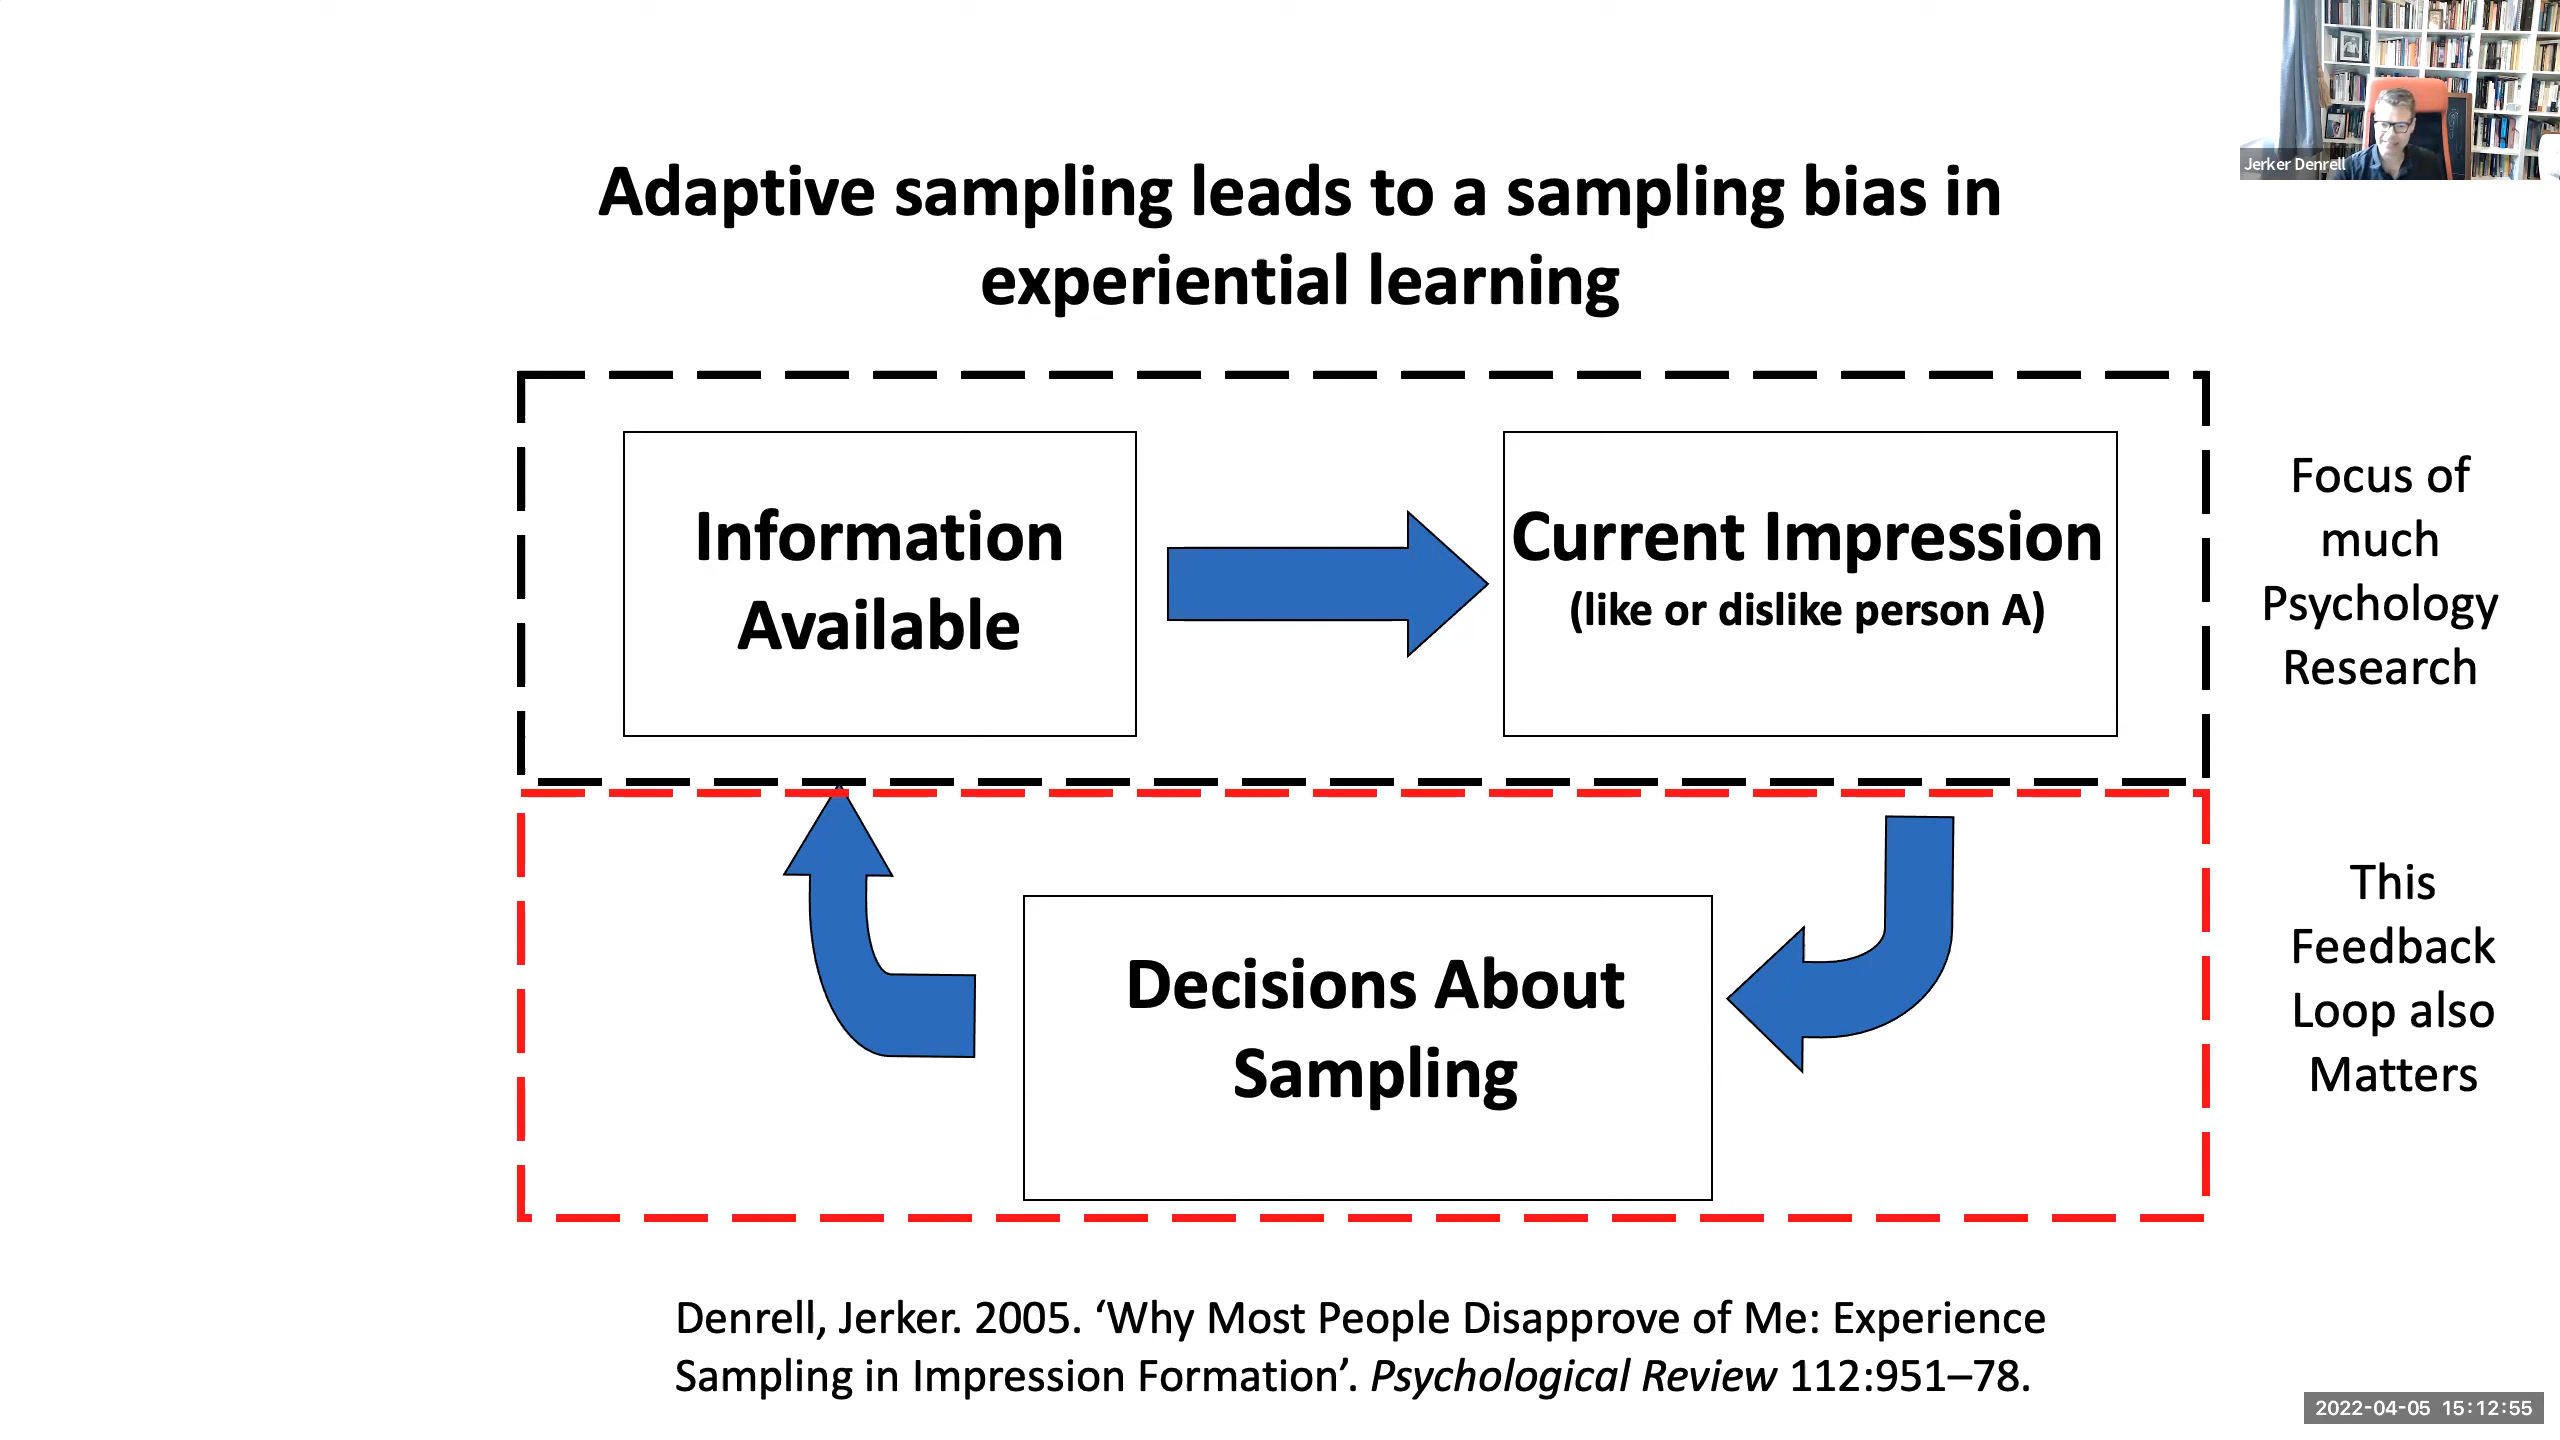 Jerker Denrell
Adaptive sampling leads to a sampling bias in
experiential learning
Information
Available
Current Impression
(like or dislike person A)
Focus of
much
Psychology
Research
Decisions About
Sampling
This
Feedback
Loop also
Matters
Denrell, Jerker. 2005. ‘Why Most People Disapprove of Me: Experience
Sampling in Impression Formation’. Psychological Review 112:951–78.
2022-04-05 15:12:55